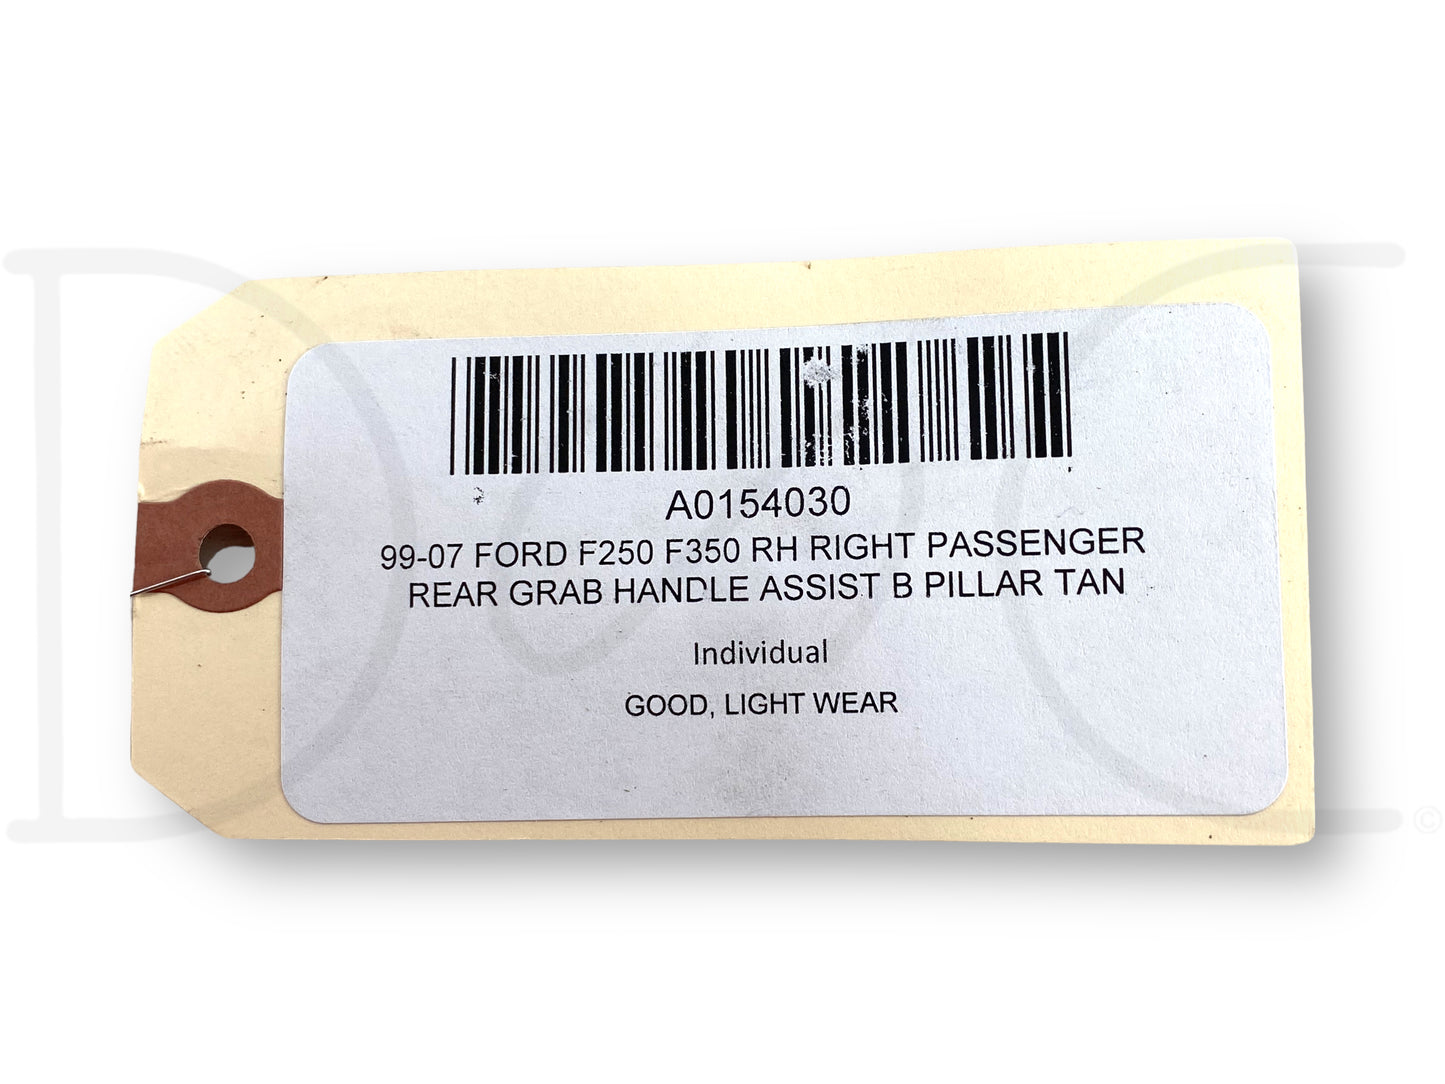 A0154030
99-07 FORD F250 F350 RH RIGHT PASSENGER
REAR GRAB HANDLE ASSIST B PILLAR TAN
Individual
GOOD, LIGHT WEAR
©